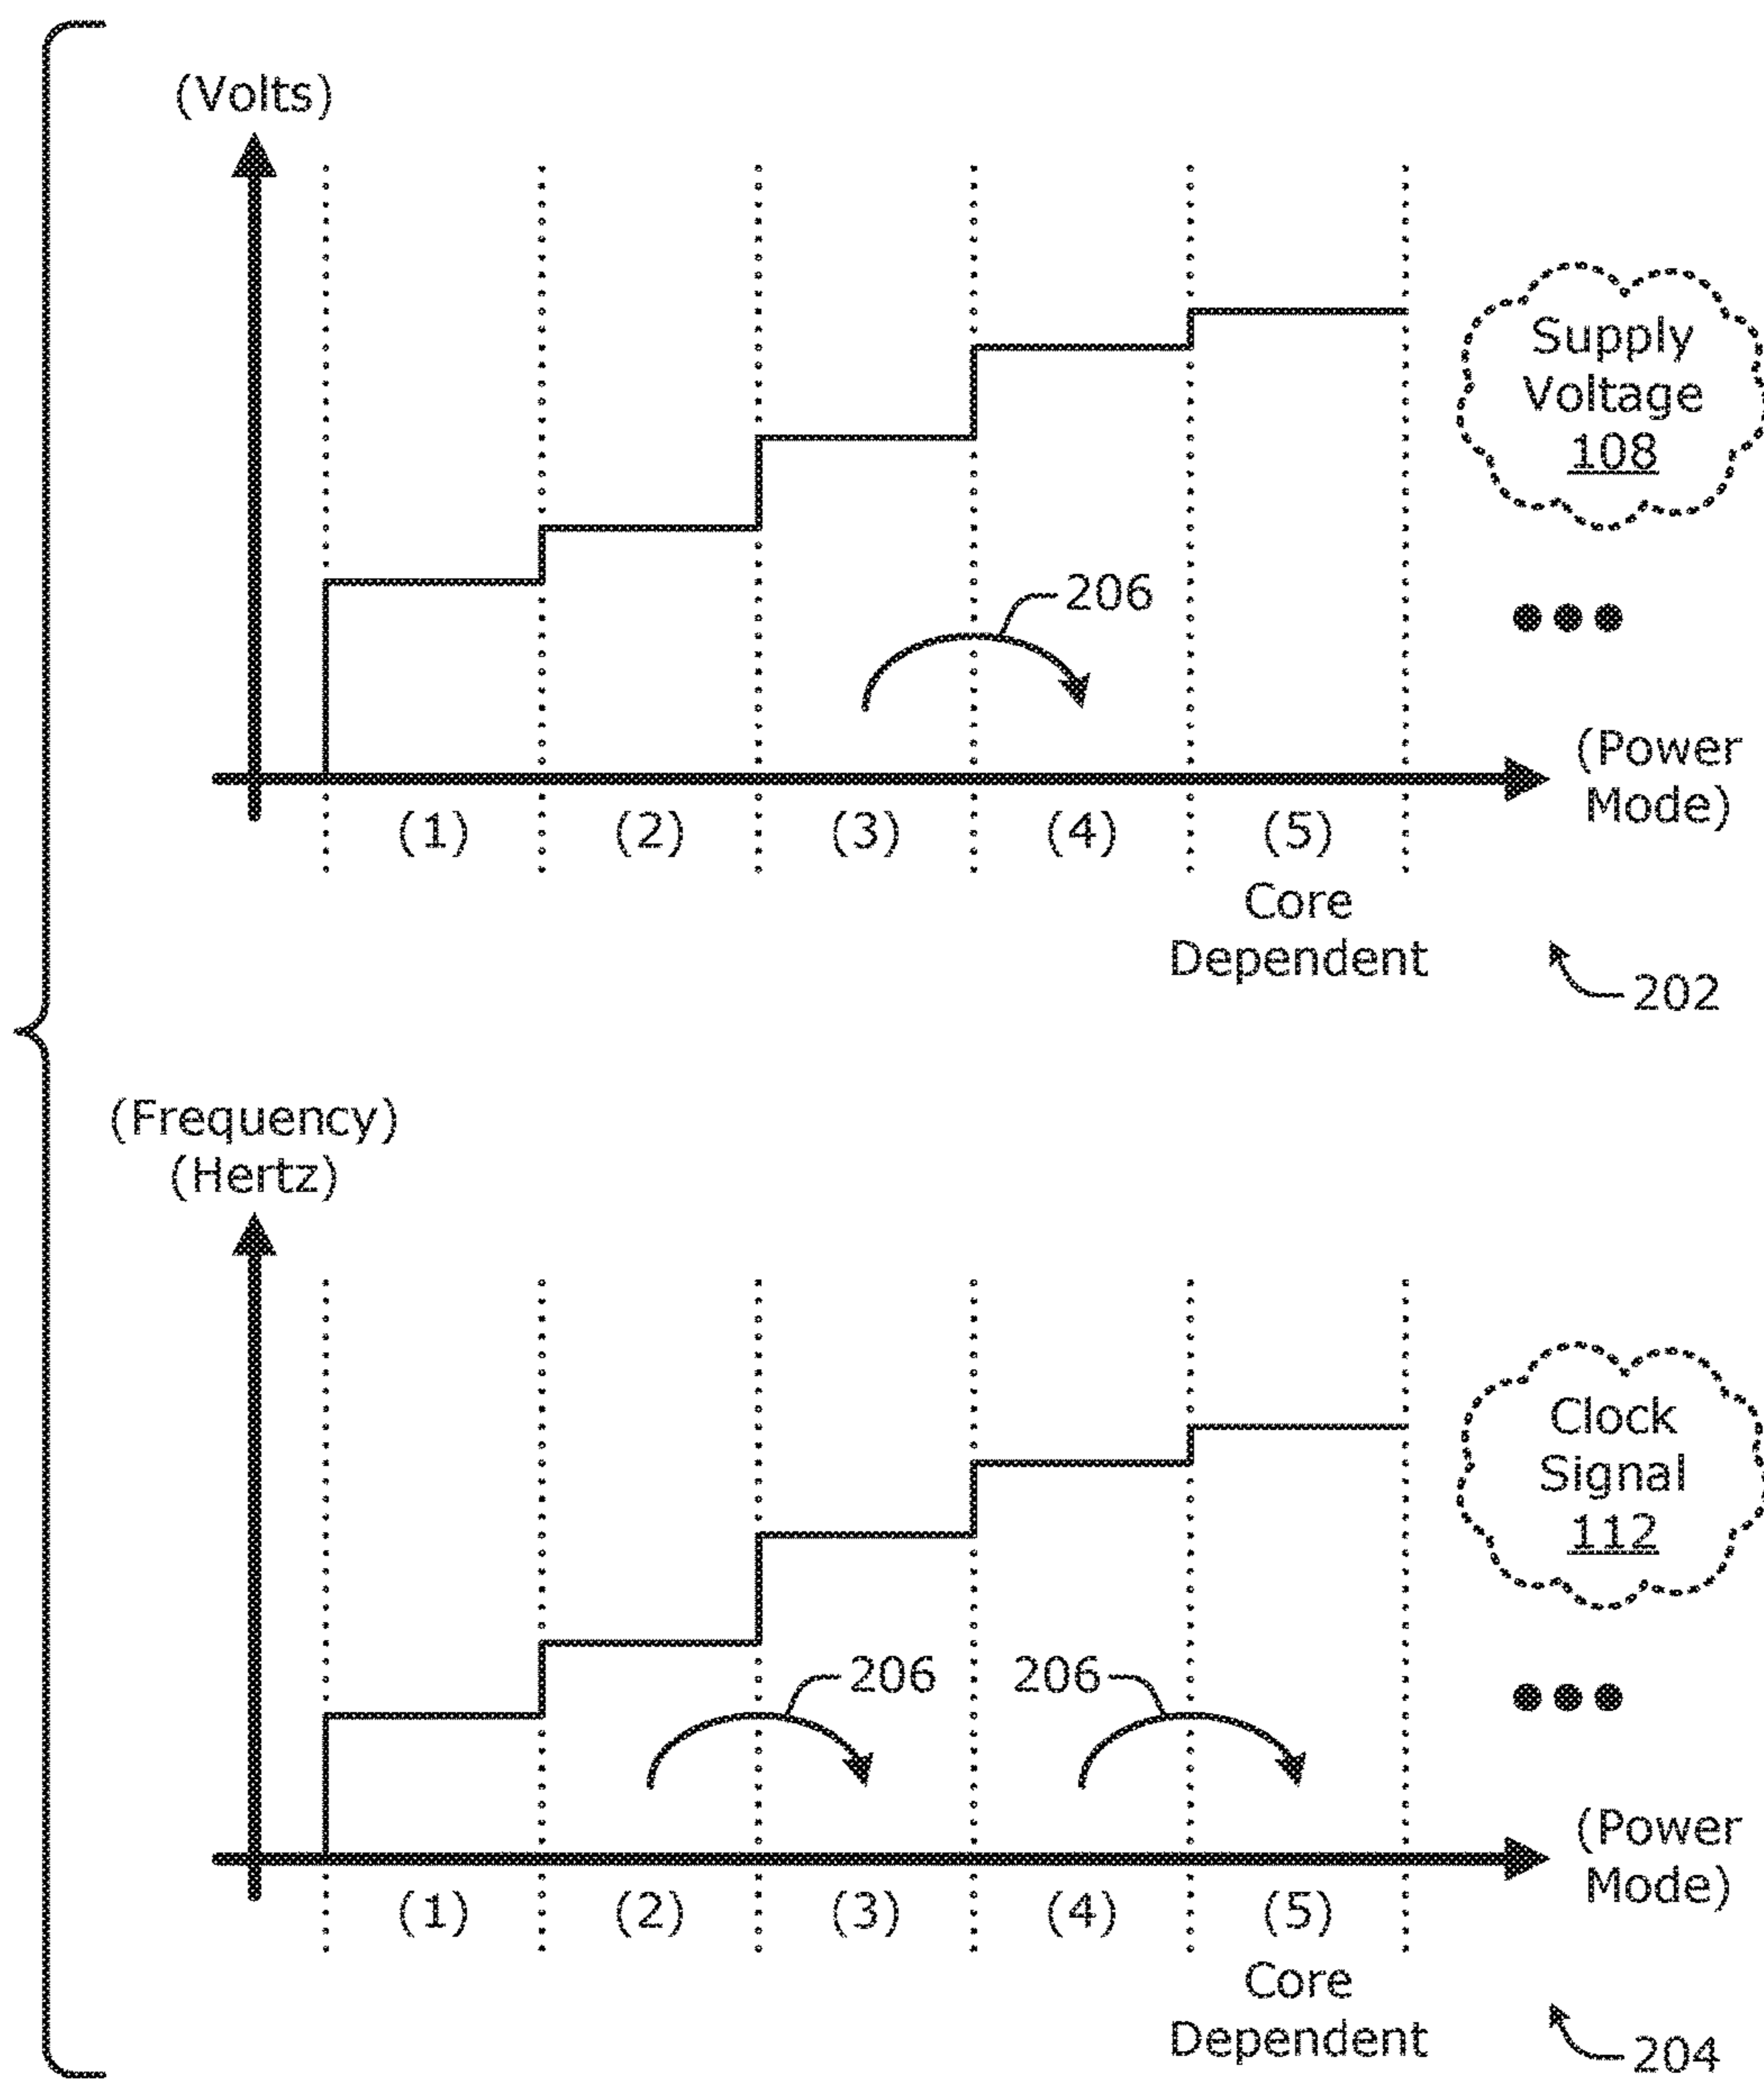 (Volts)
Supply
Voltage
108
206
(Power
Mode)
(1) (2) (3) (4) (5)
Core
Dependent
202
(Frequency)
(Hertz)
Clock
Signal
112
206 206
(Power
Mode)
(1) (2) (3) (4) (5)
Core
Dependent
204